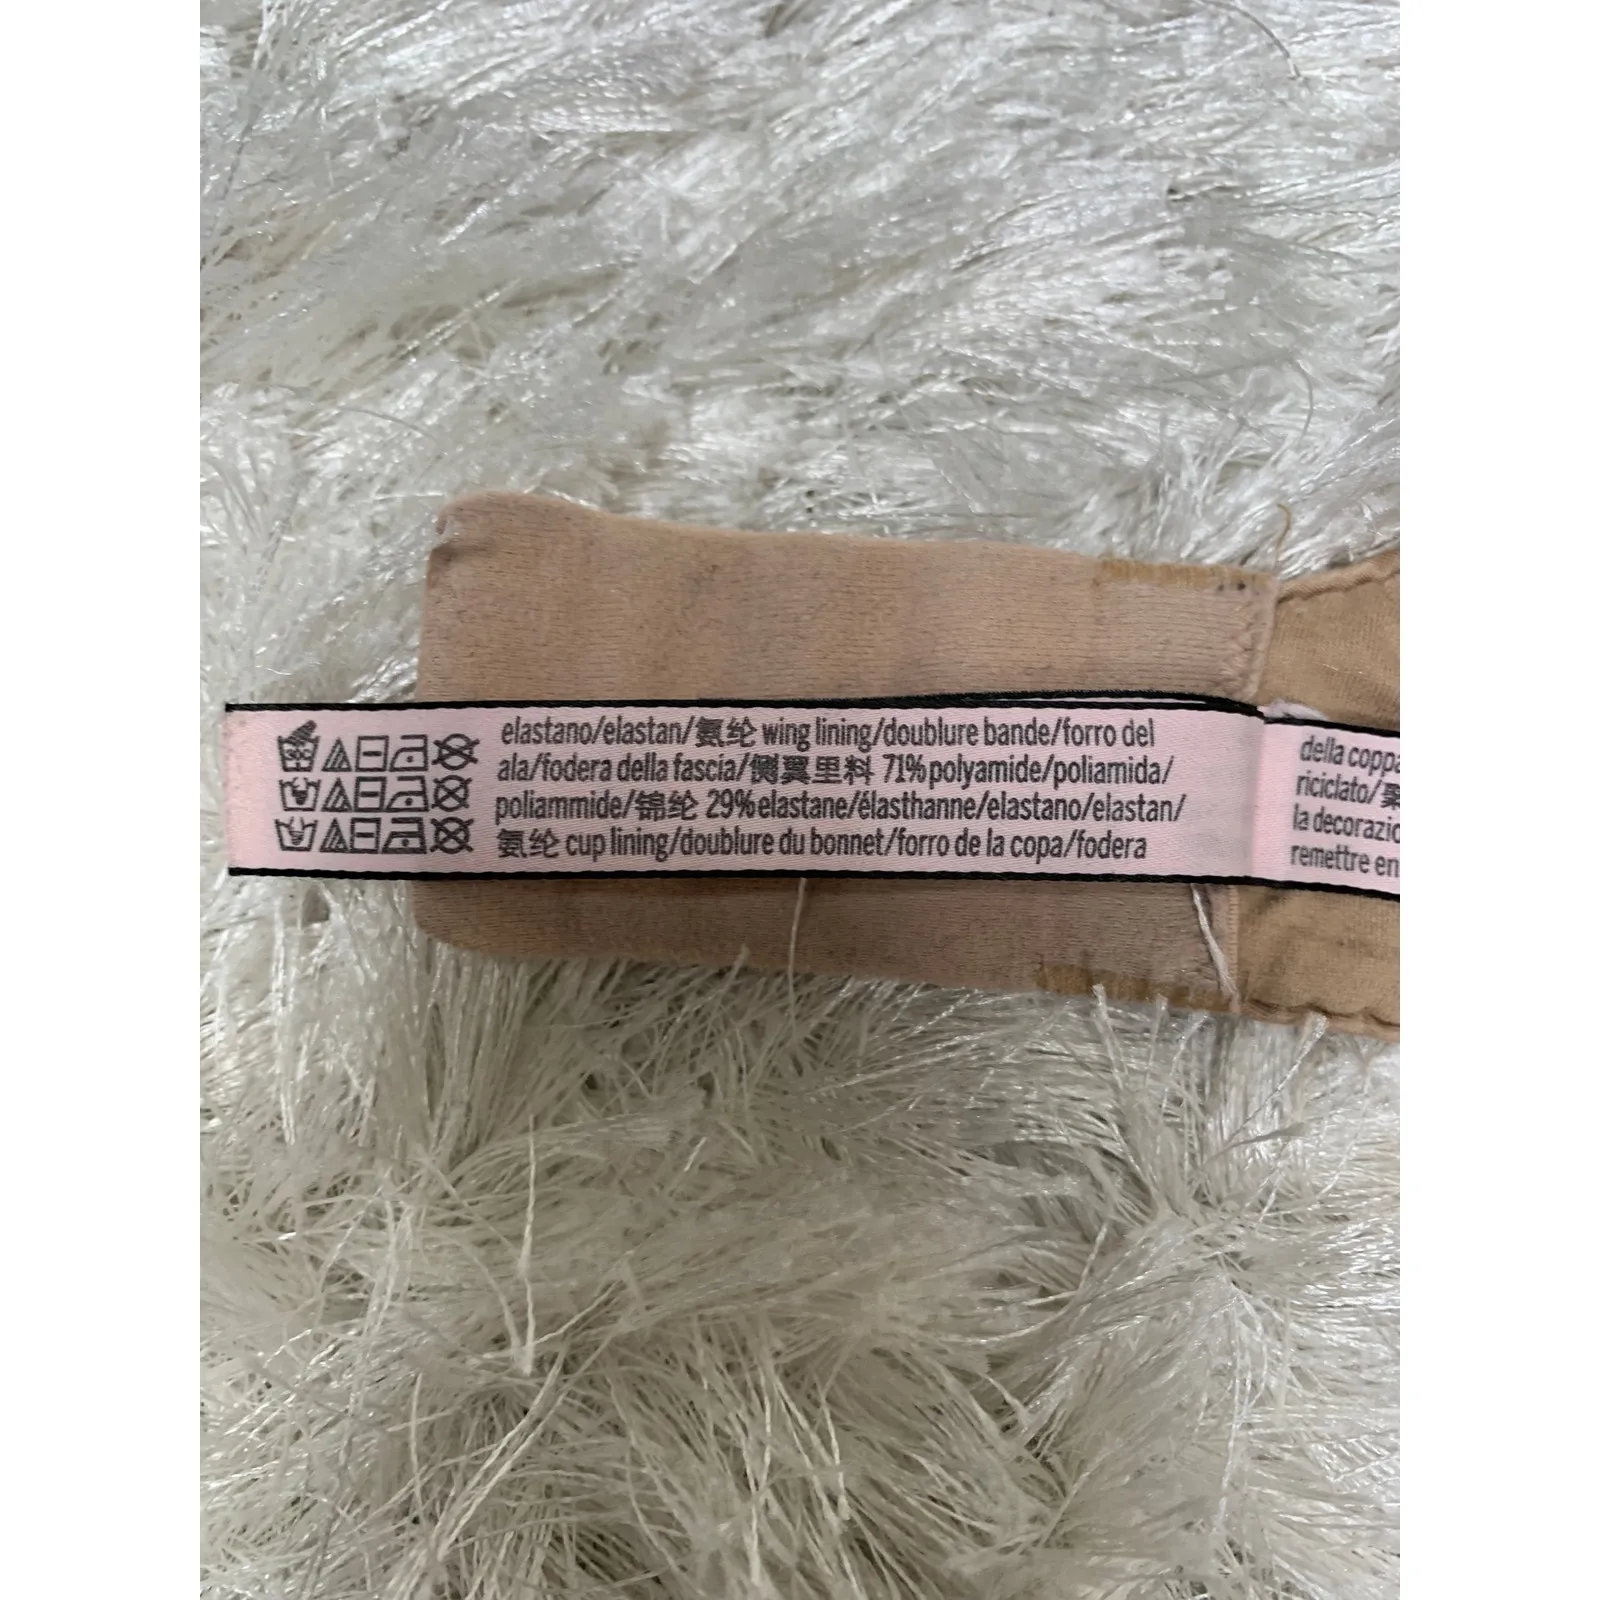 elastano/elastan/氨纶 wing lining/doublure bande/forro del
ala/fodera della fascia/侧翼里料 71% polyamide/poliamida/
poliammide/锦纶 29% elastane/élasthanne/elastano/elastan/
氨纶 cup lining/doublure du bonnet/forro de la copa/fodera
della coppa
riciclato/聚
la decorazio
remettre en